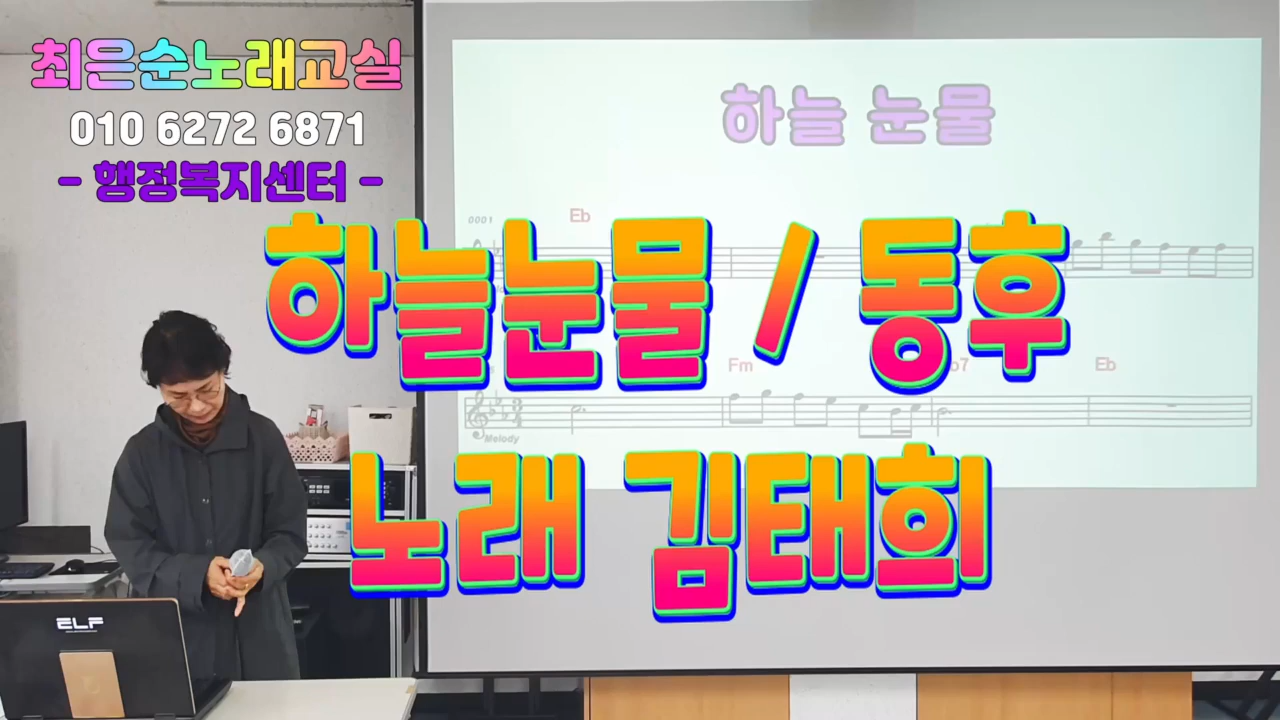 최은순노래교실
010 6272 6871
- 행정복지센터 -
하늘 눈물
0001
Eb
하늘눈물 / 동후
Fm
Eb
Melody
노래 김태희
ELF